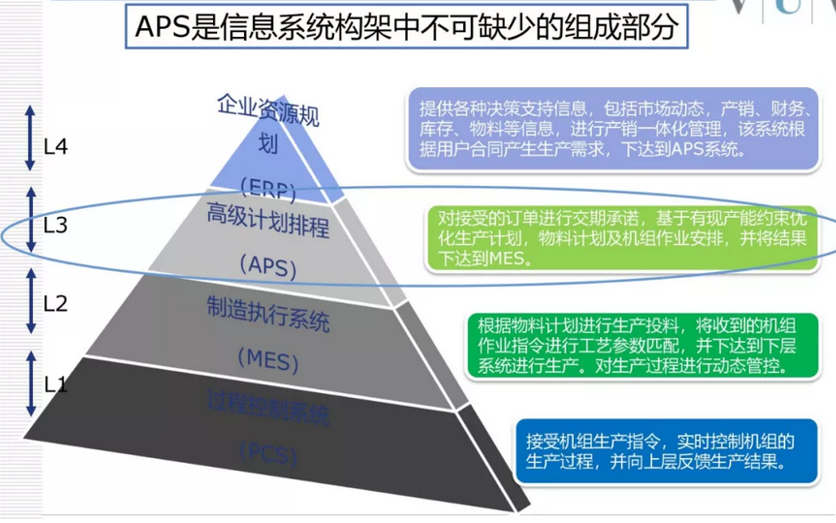 APS是信息系统构架中不可缺少的组成部分
L4
企业资源规
划
(ERP)
提供各种决策支持信息，包括市场动态，产销、财务、
库存、物料等信息，进行产销一体化管理，该系统根
据用户合同产生生产需求，下达到APS系统。
L3
高级计划排程
(APS)
对接受的订单进行交期承诺，基于有现产能约束优
化生产计划，物料计划及机组作业安排，并将结果
下达到MES。
L2
制造执行系统
(MES)
根据物料计划进行生产投料，将收到的机组
作业指令进行工艺参数匹配，并下达到下层
系统进行生产。对生产过程进行动态管控。
L1
过程控制系统
(PCS)
接受机组生产指令，实时控制机组的
生产过程，并向上层反馈生产结果。